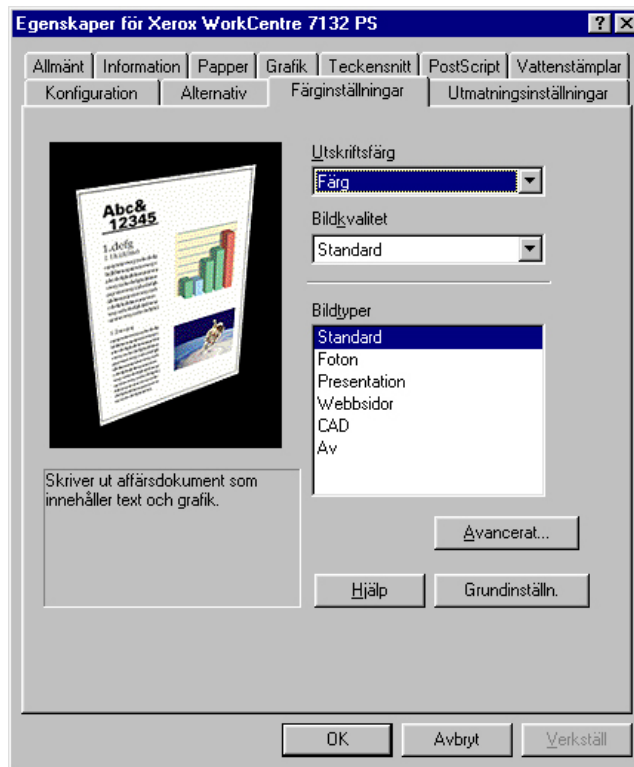 Egenskaper för Xerox WorkCentre 7132 PS
Allmänt Information Papper Grafik Teckensnitt PostScript Vattenstämplar
Konfiguration Alternativ Färginställningar Utmatningsinställningar
Abc&
12345
1.defg
Utskriftsfärg
Färg
Bildkvalitet
Standard
Bildtyper
Standard
Foton
Presentation
Webbsidor
CAD
Av
Skriver ut affärsdokument som
innehåller text och grafik.
Avancerat...
Hjälp Grundinställn.
OK Avbryt Verkställ